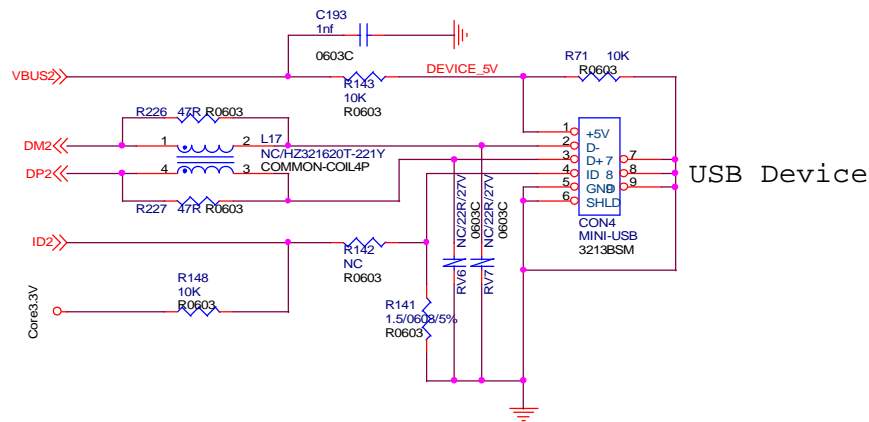 C193
1nf
0603C
VBUS2
R143
10K
R0603
DEVICE_5V
R71 10K
R0603
R226 47R R0603
DM2
1 2
L17
NC/HZ321620T-221Y
COMMON-COIL4P
DP2
4 3
R227 47R R0603
1 +5V
2 D-
3 D+ 7 7
4 ID 8 8
5 GND 9 9
6 SHLD
CON4
MINI-USB
3213BSM
USB Device
NC/22R/27V
0603C
RV6
NC/22R/27V
0603C
RV7
ID2
R142
NC
R0603
R148
10K
R0603
Core3.3V
R141
1.5/0603/5%
R0603